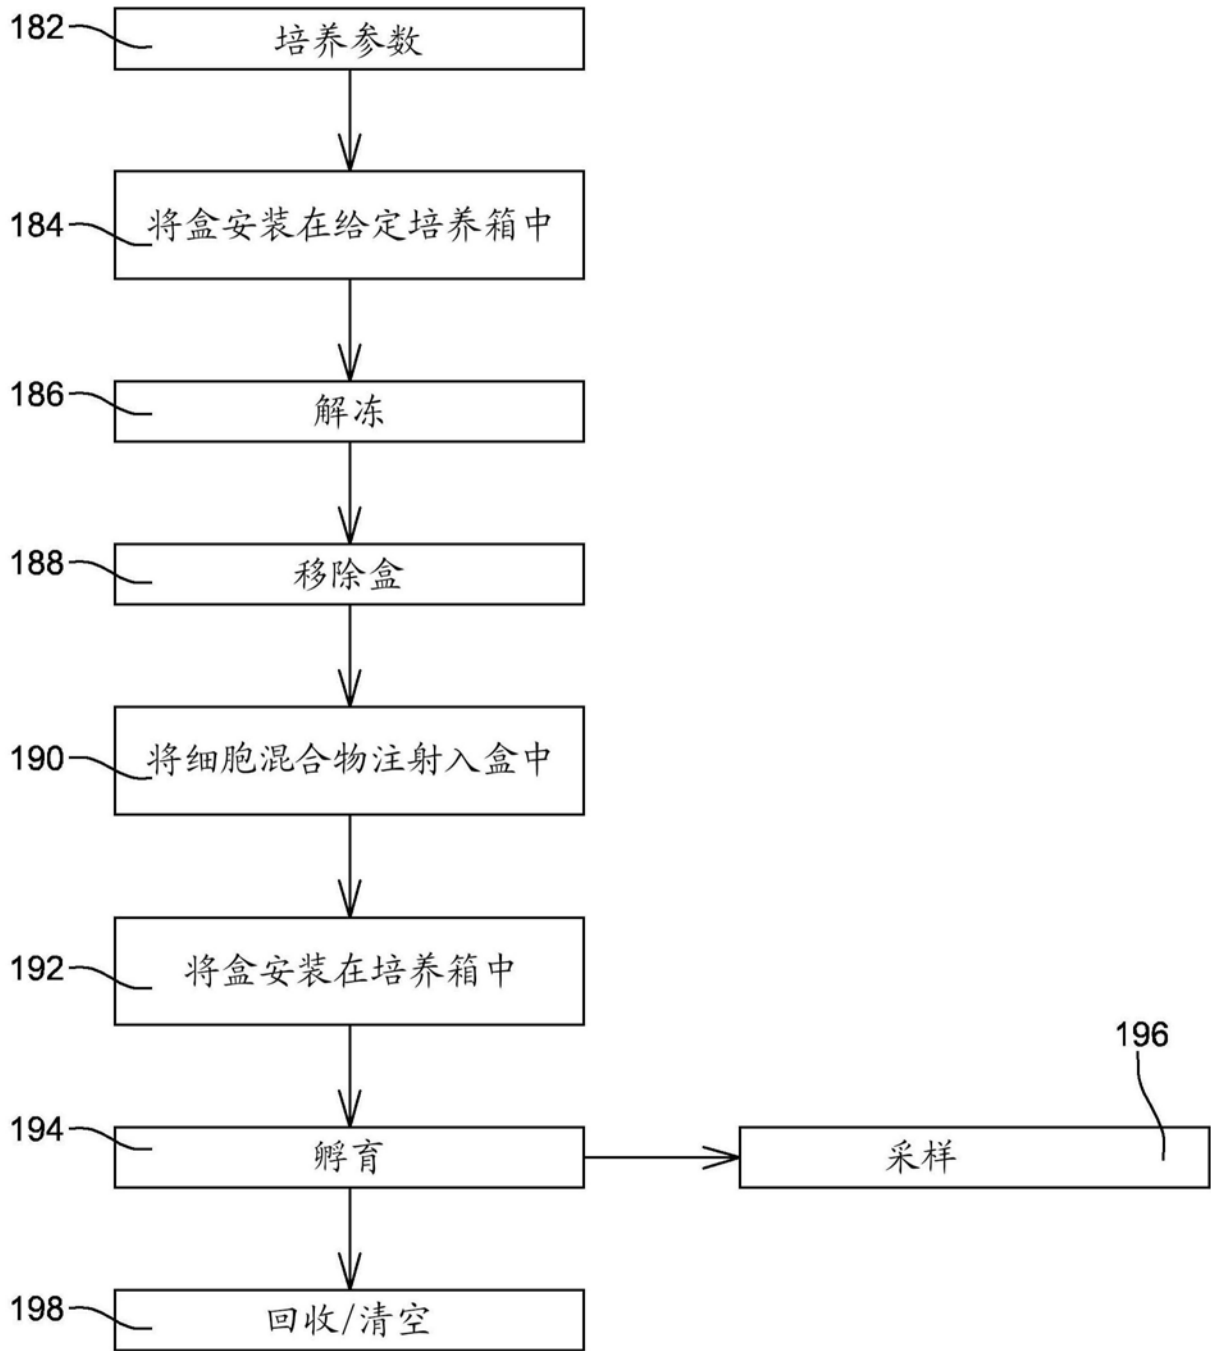 182
培养参数
184
将盒安装在给定培养箱中
186
解冻
188
移除盒
190
将细胞混合物注射入盒中
192
将盒安装在培养箱中
196
194
孵育
采样
198
回收/清空